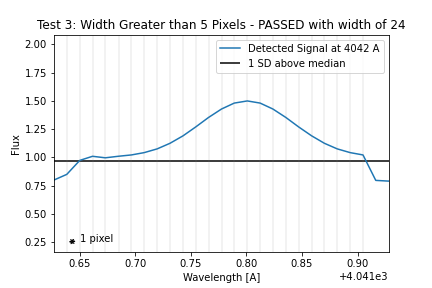 Test 3: Width Greater than 5 Pixels - PASSED with width of 24
2.00
1.75
1.50
1.25
1.00
0.75
0.50
0.25
Flux
Detected Signal at 4042 A
1 SD above median
1 pixel
0.65
0.70
0.75
0.80
0.85
0.90
Wavelength [A]
+4.041e3